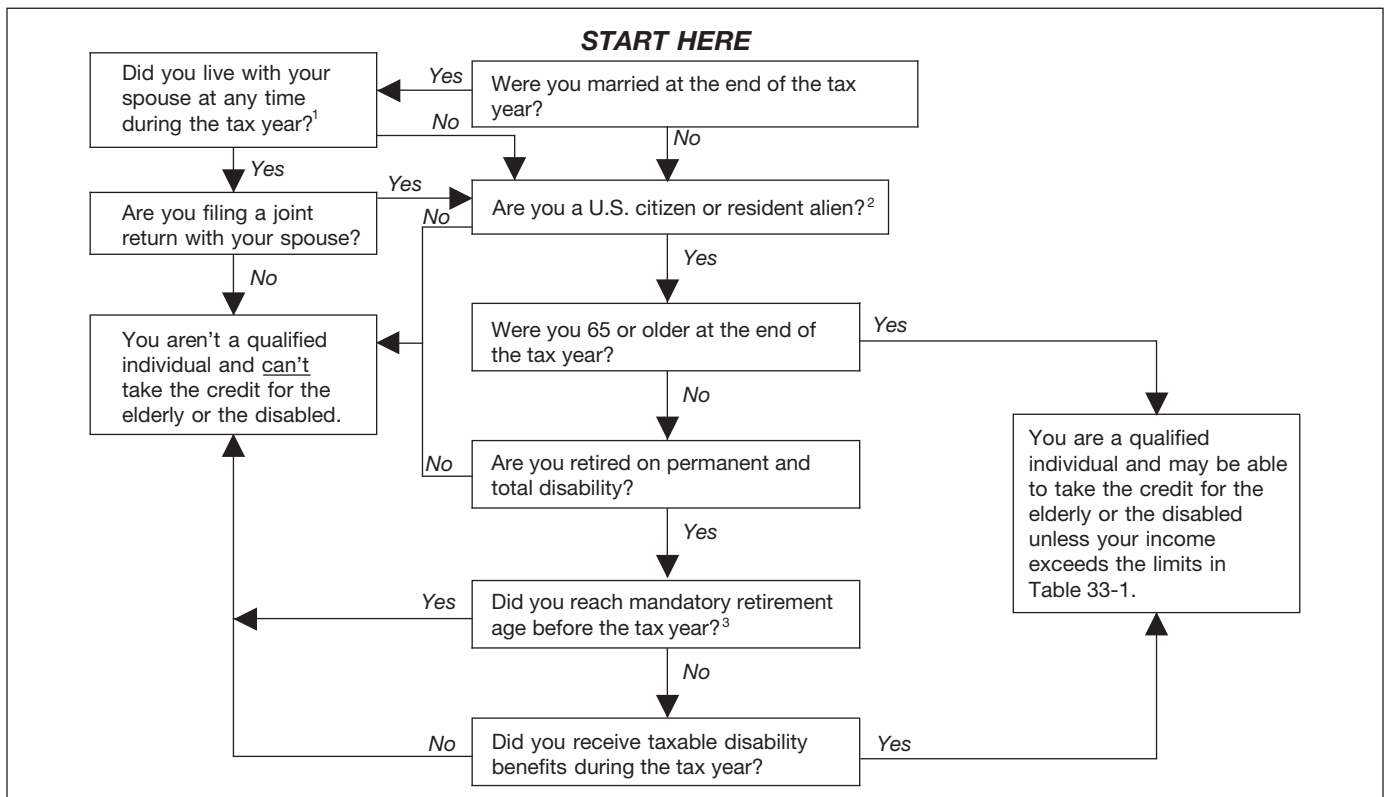 START HERE
Did you live with your
spouse at any time
during the tax year?1
Yes
Were you married at the end of the tax
year?
No
No
Yes
Are you filing a joint
return with your spouse?
Yes
Are you a U.S. citizen or resident alien?2
No
No
Yes
You aren't a qualified
individual and can't
take the credit for the
elderly or the disabled.
Were you 65 or older at the end of
the tax year?
Yes
No
No
Are you retired on permanent and
total disability?
You are a qualified
individual and may be able
to take the credit for the
elderly or the disabled
unless your income
exceeds the limits in
Table 33-1.
Yes
Yes
Did you reach mandatory retirement
age before the tax year?3
No
No
Did you receive taxable disability
benefits during the tax year?
Yes